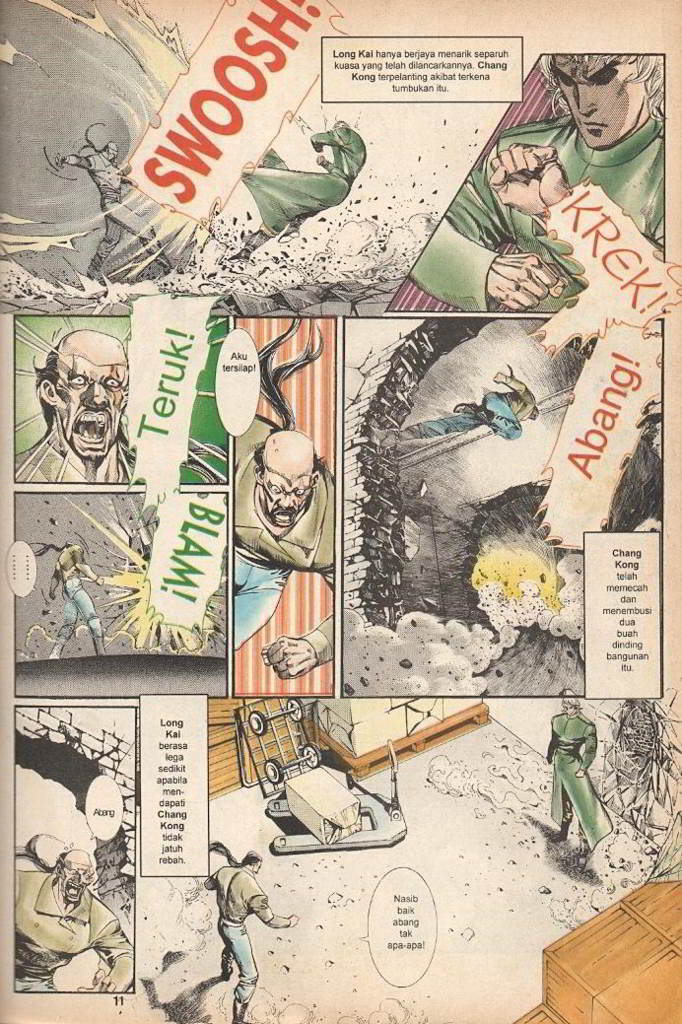 SWOOSH!
Long Kai hanya berjaya menarik separuh
kuasa yang telah dilancarkannya. Chang
Kong terpelanting akibat terkena
tumbukan itu.
KREK!
Teruk!
Aku
tersilap!
Abang!
.......
BLAM!
Chang
Kong
telah
memecah
dan
menembusi
dua
buah
dinding
bangunan
itu.
Abang
Long
Kai
berasa
lega
sedikit
apabila
men-
dapati
Chang
Kong
tidak
jatuh
rebah.
Nasib
baik
abang
tak
apa-apa!
11